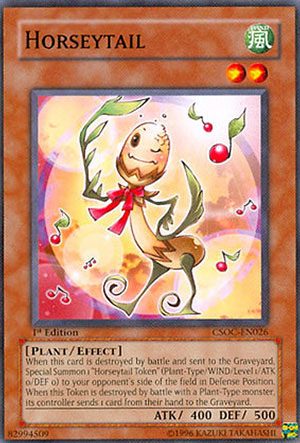 HORSEYTAIL
WIND
風
1st Edition
CSOC-EN026
[PLANT/EFFECT]
When this card is destroyed by battle and sent to the Graveyard,
Special Summon 1 "Horseytail Token" (Plant-Type/WIND/Level 1/ATK
0/DEF 0) to your opponent's side of the field in Defense Position.
When this Token is destroyed by battle with a Plant-Type monster,
its controller sends 1 card from their hand to the Graveyard.
ATK/ 400 DEF/ 500
82994509
©1996 KAZUKI TAKAHASHI